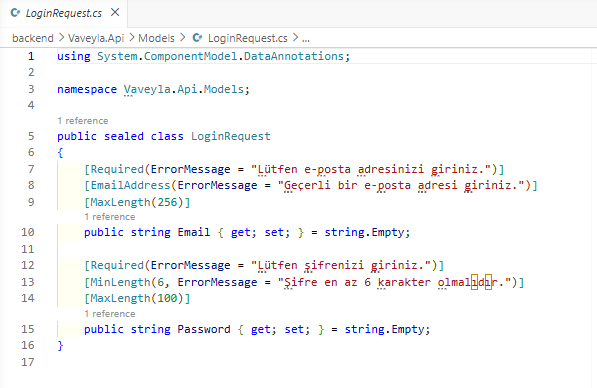 LoginRequest.cs
backend > Vaveyla.Api > Models > LoginRequest.cs > ...
1 using System.ComponentModel.DataAnnotations;
2
3 namespace Vaveyla.Api.Models;
4
1 reference
5 public sealed class LoginRequest
6 {
7 [Required(ErrorMessage = "Lütfen e-posta adresinizi giriniz.")]
8 [EmailAddress(ErrorMessage = "Geçerli bir e-posta adresi giriniz.")]
9 [MaxLength(256)]
1 reference
10 public string Email { get; set; } = string.Empty;
11
12 [Required(ErrorMessage = "Lütfen şifrenizi giriniz.")]
13 [MinLength(6, ErrorMessage = "Şifre en az 6 karakter olmalıdır.")]
14 [MaxLength(100)]
1 reference
15 public string Password { get; set; } = string.Empty;
16 }
17